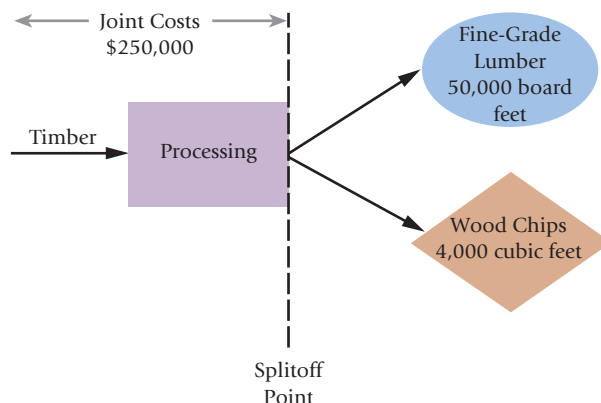 Joint Costs
$250,000
Timber
Processing
Fine-Grade
Lumber
50,000 board
feet
Wood Chips
4,000 cubic feet
Splitoff
Point